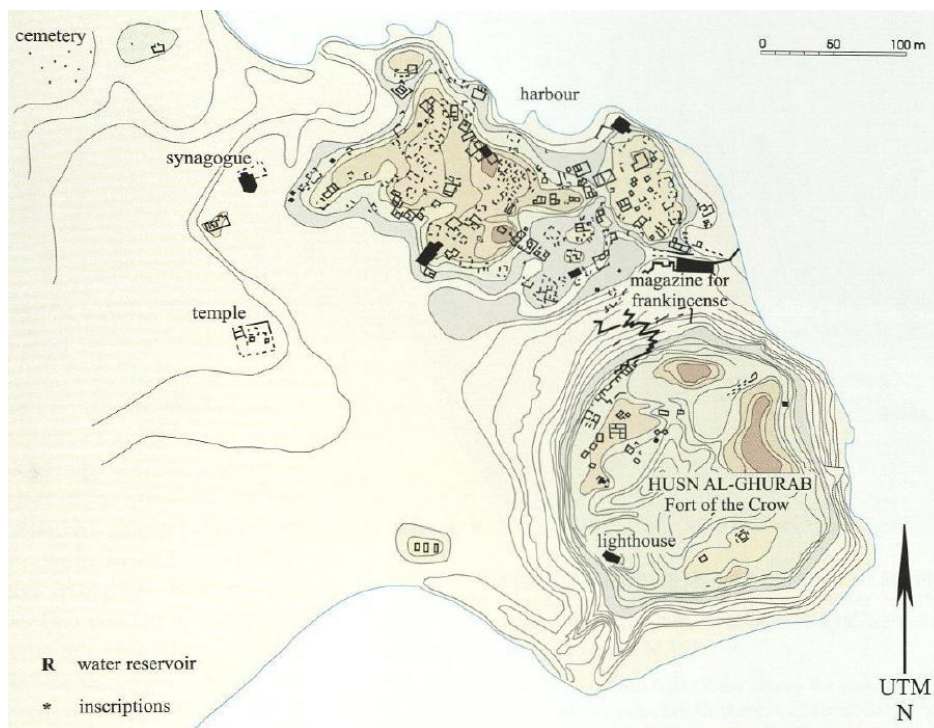 cemetery
0 50 100 m
harbour
synagogue
magazine for
frankincense
temple
HUSN AL-GHURAB
Fort of the Crow
lighthouse
R water reservoir
* inscriptions
UTM
N